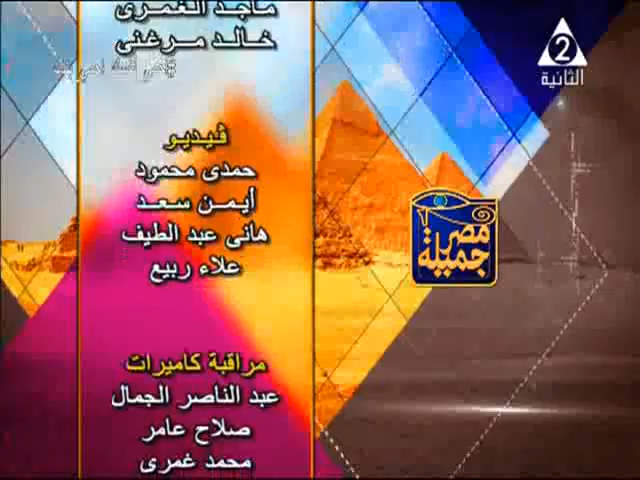 ماجد الغمرى
خالد مرغنى
2
الثانية
فيديو
حمدى محمود
أيمن سعد
هانى عبد الطيف
علاء ربيع
مصر
جميلة
مراقبة كاميرات
عبد الناصر الجمال
صلاح عامر
محمد غمرى